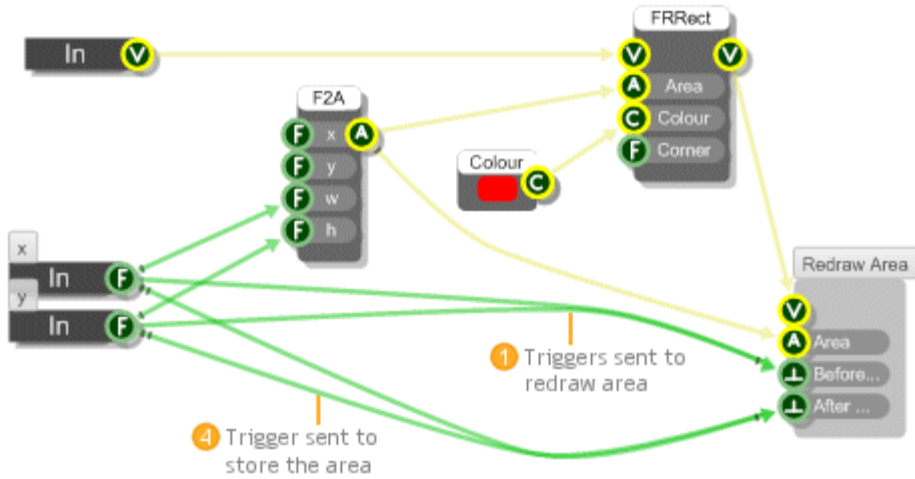 FRRect
In V
V V
F2A
A Area
F x A
C Colour
F y
Colour
F Corner
F w
C
F h
x
Redraw Area
In F
y
V
In F
A Area
1 Triggers sent to
redraw area
Before...
After ...
4 Trigger sent to
store the area